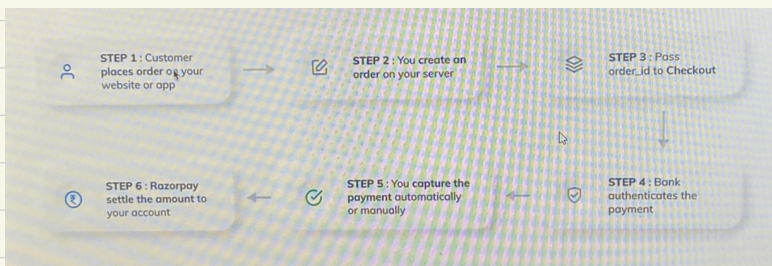 STEP 1 : Customer
places order on your
website or app
STEP 2 : You create an
order on your server
STEP 3 : Pass
order_id to Checkout
STEP 4 : Bank
authenticates the
payment
STEP 5 : You capture the
payment automatically
or manually
STEP 6 : Razorpay
settle the amount to
your account